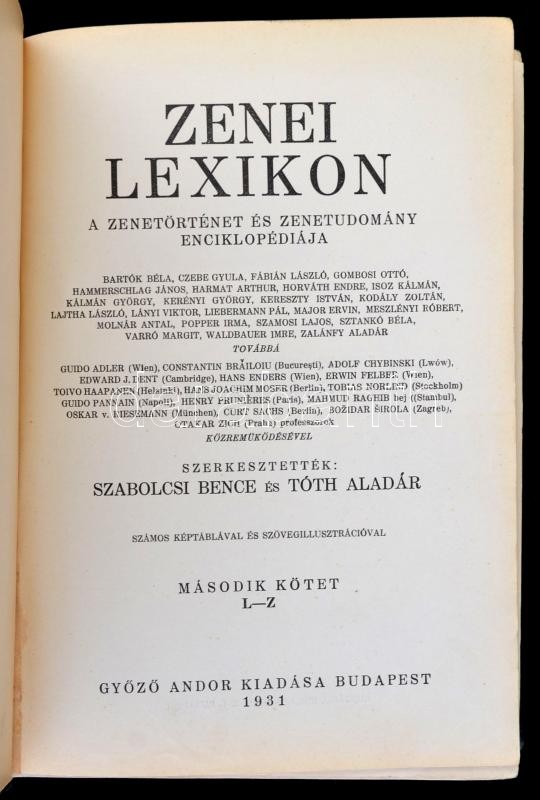 ZENEI
LEXIKON
A ZENETÖRTÉNET ÉS ZENETUDOMÁNY
ENCIKLOPÉDIÁJA
BARTÓK BÉLA, CZEBE GYULA, FÁBIÁN LÁSZLÓ, GOMBOSI OTTÓ,
HAMMERSCHLAG JÁNOS, HARMAT ARTHUR, HORVÁTH ENDRE, ISOZ KÁLMÁN,
KÁLMÁN GYÖRGY, KERÉNYI GYÖRGY, KERESZTY ISTVÁN, KODÁLY ZOLTÁN,
LAJTHA LÁSZLÓ, LÁNYI VIKTOR, LIEBERMANN PÁL, MAJOR ERVIN, MESZLÉNYI RÓBERT,
MOLNÁR ANTAL, POPPER IRMA, SZAMOSI LAJOS, SZTANKÓ BÉLA,
VARRÓ MARGIT, WALDBAUER IMRE, ZALÁNFY ALADÁR
TOVÁBBÁ
GUIDO ADLER (Wien), CONSTANTIN BRĂILOIU (Bucureşti), ADOLF CHYBINSKI (Lwów),
EDWARD J. DENT (Cambridge), HANS ENDERS (Wien), ERWIN FELBER (Wien),
TOIVO HAAPANEN (Helsinki), HANS JOACHIM MOSER (Berlin), TOBIAS NORLIND (Stockholm)
GUIDO PANNAIN (Napoli), HENRY PRUNIÈRES (Paris), MAHMUD RAGHIB bej ((Stanbul),
OSKAR v. RIESEMANN (München), CURT SACHS (Berlin), BOŽIDAR ŠIROLA (Zagreb),
OTAKAR ZICH (Praha) professzorok
KÖZREMŰKÖDÉSÉVEL
SZERKESZTETTÉK:
SZABOLCSI BENCE ÉS TÓTH ALADÁR
SZÁMOS KÉPTÁBLÁVAL ÉS SZÖVEGILLUSZTRÁCIÓVAL
MÁSODIK KÖTET
L—Z
GYŐZŐ ANDOR KIADÁSA BUDAPEST
1931